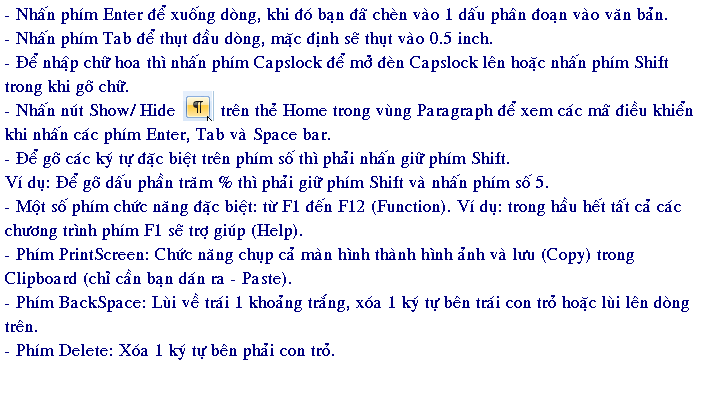 - Nhấn phím Enter để xuống dòng, khi đó bạn đã chèn vào 1 dấu phân đoạn vào văn bản.
- Nhấn phím Tab để thụt đầu dòng, mặc định sẽ thụt vào 0.5 inch.
- Để nhập chữ hoa thì nhấn phím Capslock để mở đèn Capslock lên hoặc nhấn phím Shift
trong khi gõ chữ.
- Nhấn nút Show/ Hide ¶ trên thẻ Home trong vùng Paragraph để xem các mã điều khiển
khi nhấn các phím Enter, Tab và Space bar.
- Để gõ các ký tự đặc biệt trên phím số thì phải nhấn giữ phím Shift.
Ví dụ: Để gõ dấu phần trăm % thì phải giữ phím Shift và nhấn phím số 5.
- Một số phím chức năng đặc biệt: từ F1 đến F12 (Function). Ví dụ: trong hầu hết tất cả các
chương trình phím F1 sẽ trợ giúp (Help).
- Phím PrintScreen: Chức năng chụp cả màn hình thành hình ảnh và lưu (Copy) trong
Clipboard (chỉ cần bạn dán ra - Paste).
- Phím BackSpace: Lùi về trái 1 khoảng trắng, xóa 1 ký tự bên trái con trỏ hoặc lùi lên dòng
trên.
- Phím Delete: Xóa 1 ký tự bên phải con trỏ.